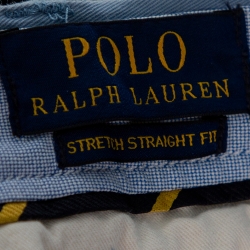 POLO
RALPH LAUREN
STRETCH STRAIGHT FIT